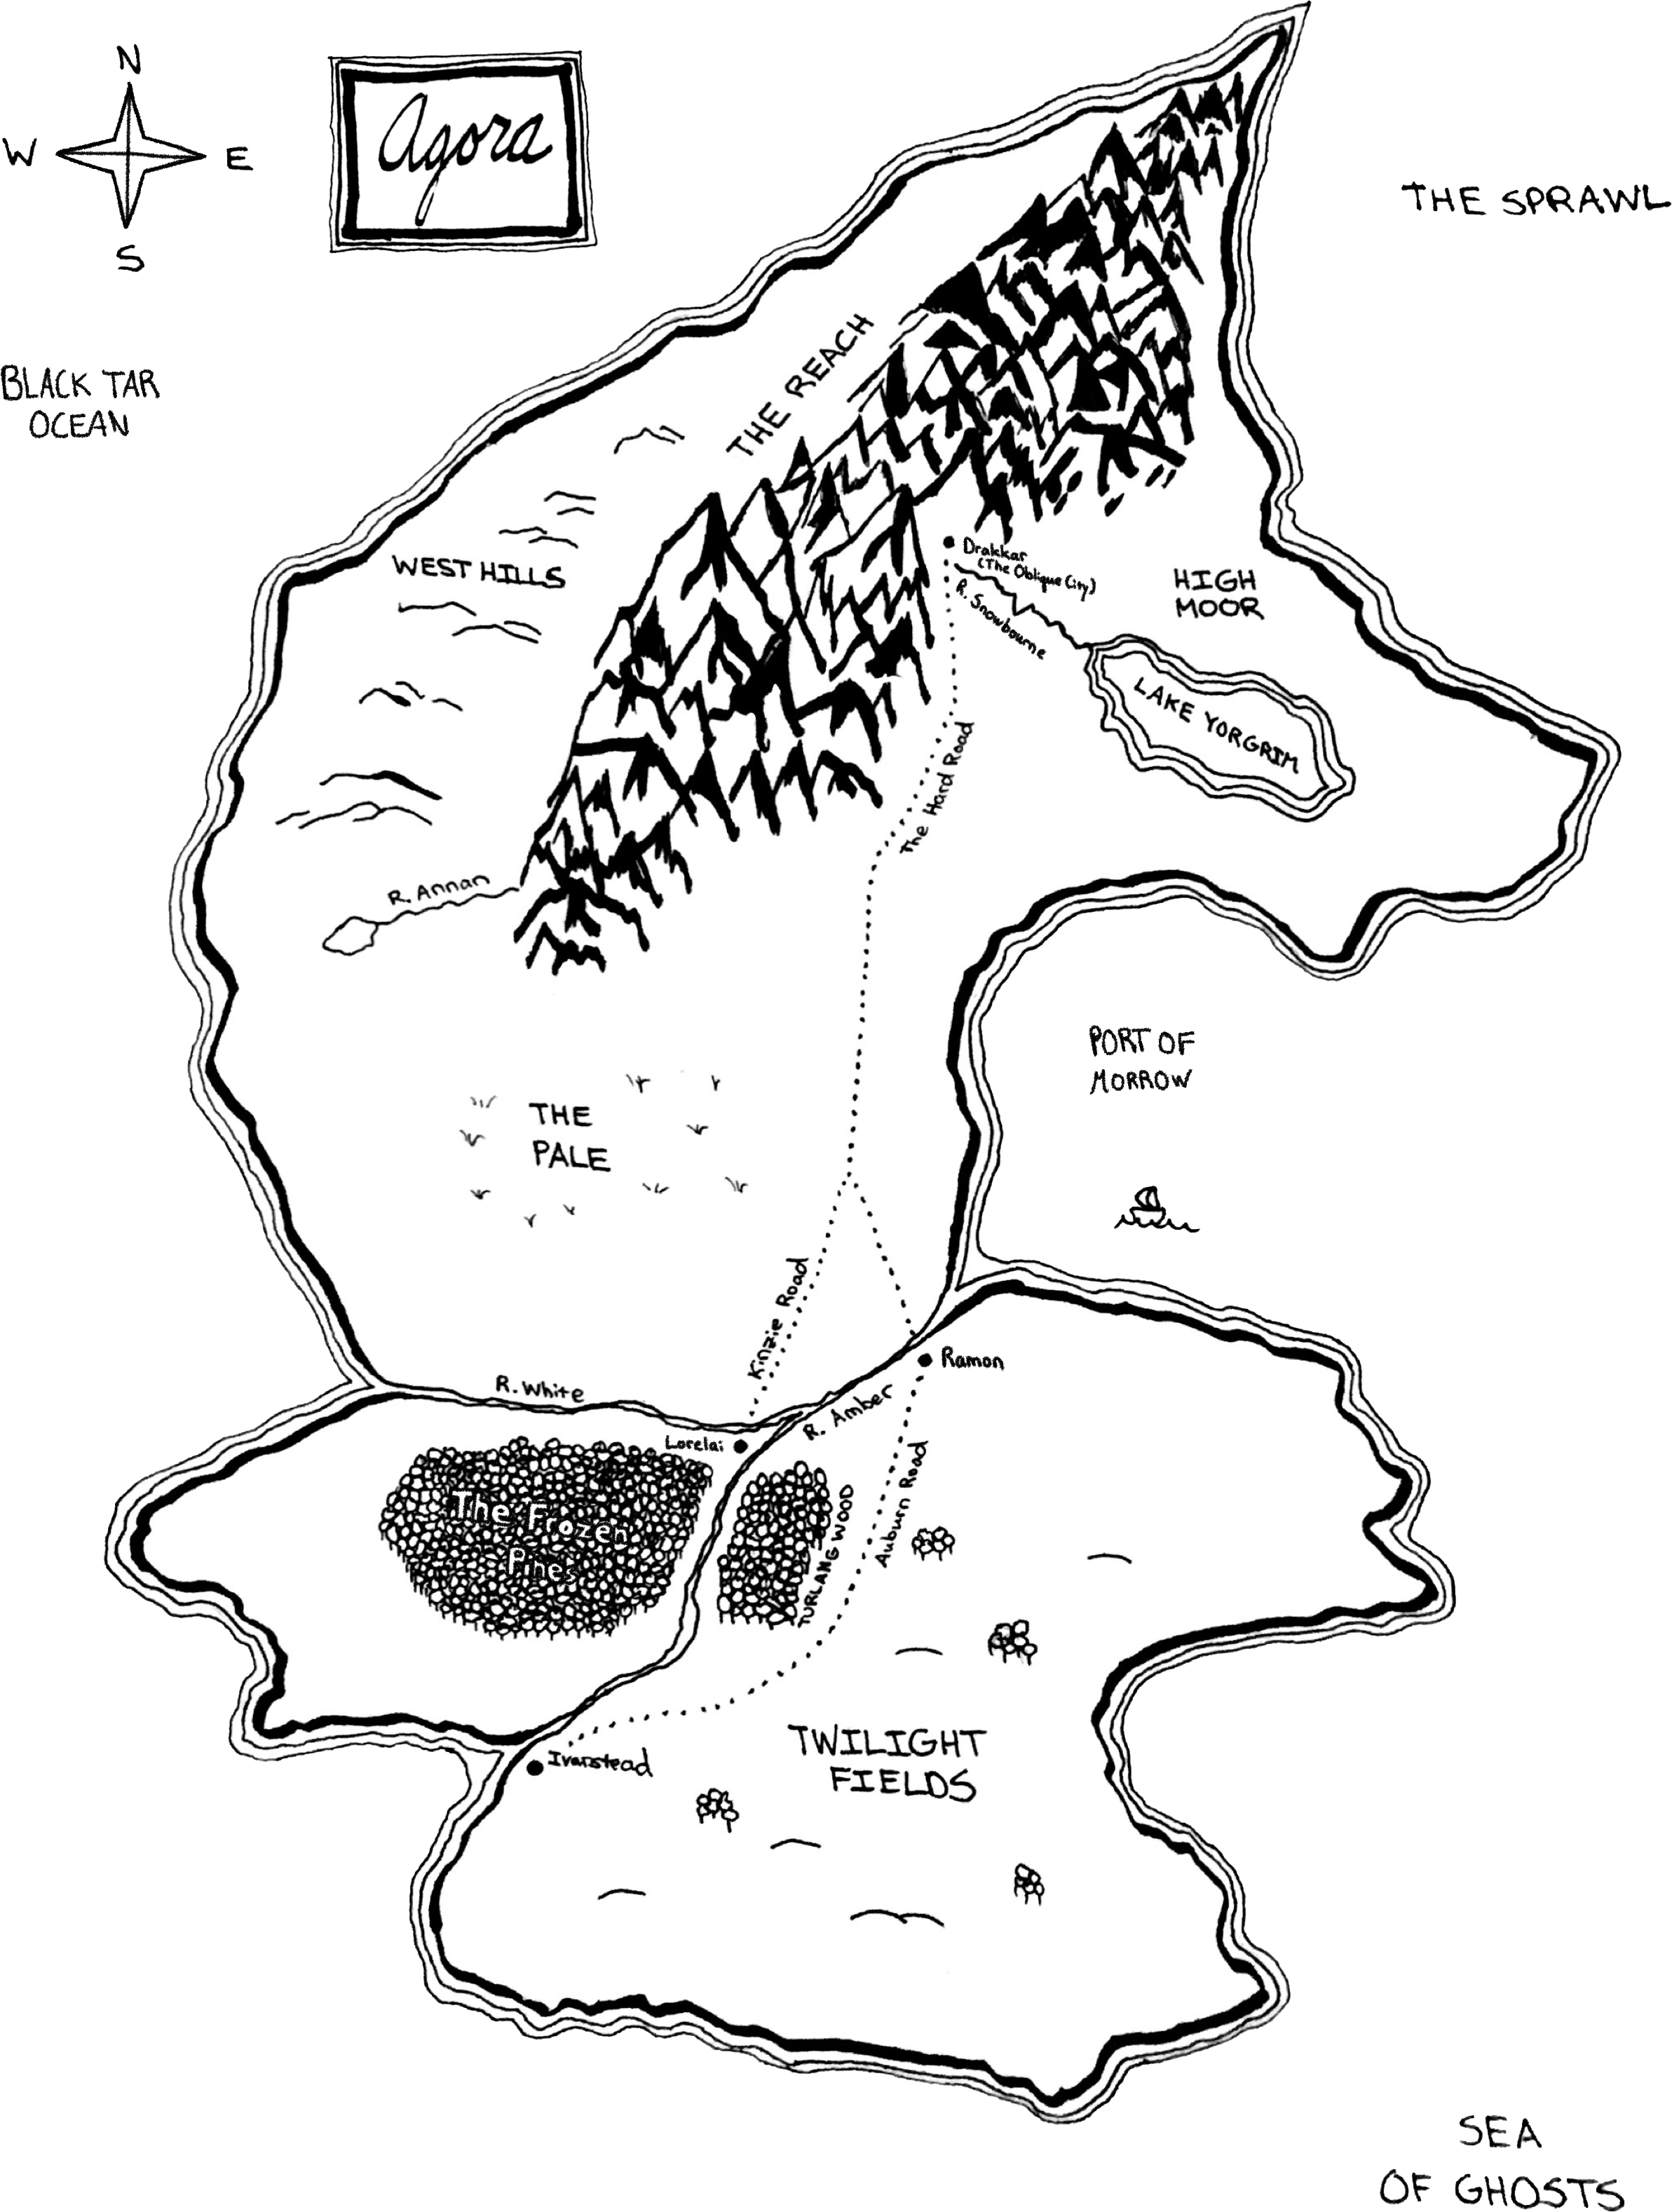 N
W
E
S
Agora
THE SPRAWL
BLACK TAR
OCEAN
THE REACH
WEST HILLS
Drakkar
(The Oblique City)
R. Snowbourne
HIGH
MOOR
LAKE YORGRIM
The Hard Road
R. Annan
PORT OF
MORROW
THE
PALE
Kinzie Road
Ramon
R. White
R. Amber
Lorelai
The Frozen
Pines
TURLANG WOOD
Auburn Road
TWILIGHT
FIELDS
Ivarstead
SEA
OF GHOSTS